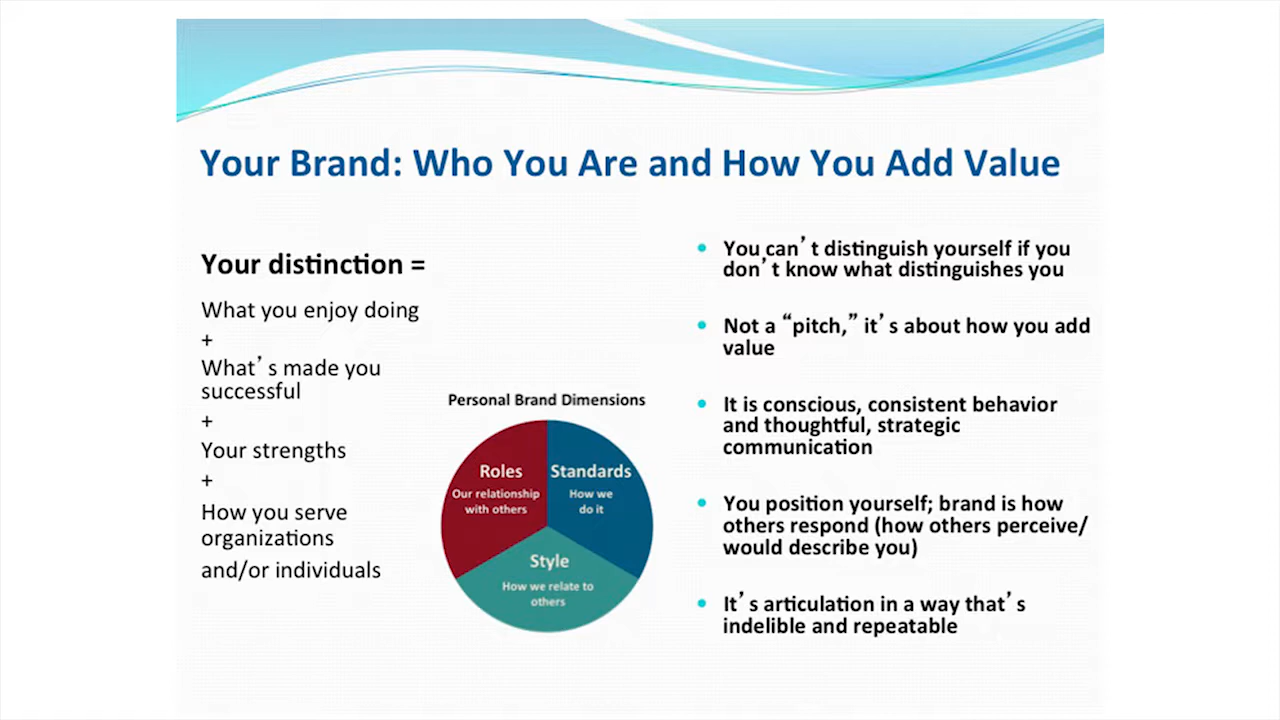 Your Brand: Who You Are and How You Add Value
Your distinction =
What you enjoy doing
+
What’s made you
successful
+
Your strengths
+
How you serve
organizations
and/or individuals
Personal Brand Dimensions
Roles
Our relationship
with others
Standards
How we
do it
Style
How we relate to
others
• You can’t distinguish yourself if you
don’t know what distinguishes you
• Not a “pitch,” it’s about how you add
value
• It is conscious, consistent behavior
and thoughtful, strategic
communication
• You position yourself; brand is how
others respond (how others perceive/
would describe you)
• It’s articulation in a way that’s
indelible and repeatable